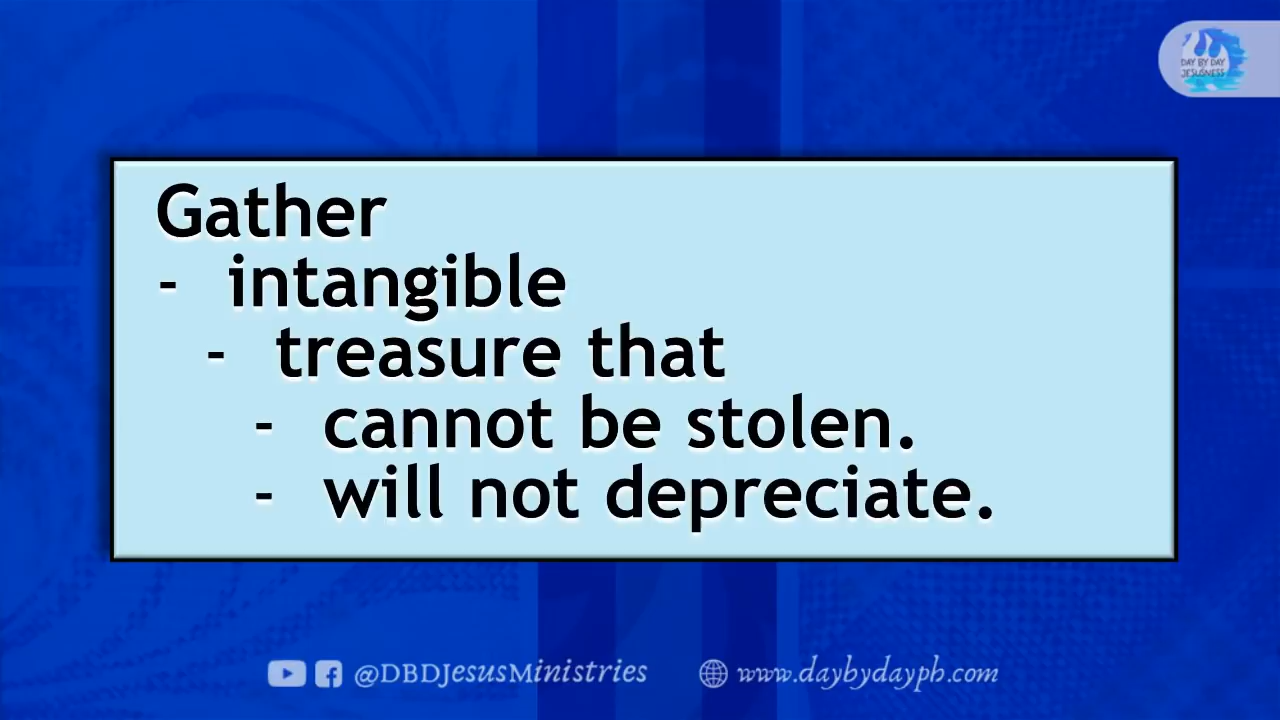 DAY BY DAY
JESUSNESS
Gather
- intangible
- treasure that
- cannot be stolen.
- will not depreciate.
@DBDJesusMinistries
www.daybydayph.com